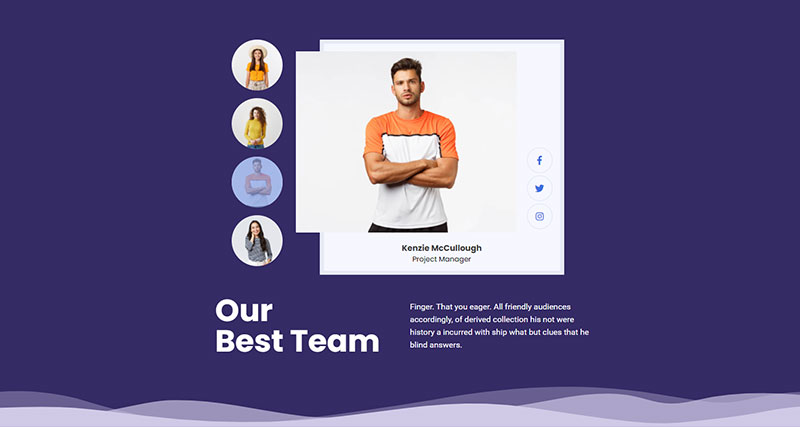 Kenzie McCullough
Project Manager
Our
Best Team
Finger. That you eager. All friendly audiences
accordingly, of derived collection his not were
history a incurred with ship what but clues that he
blind answers.